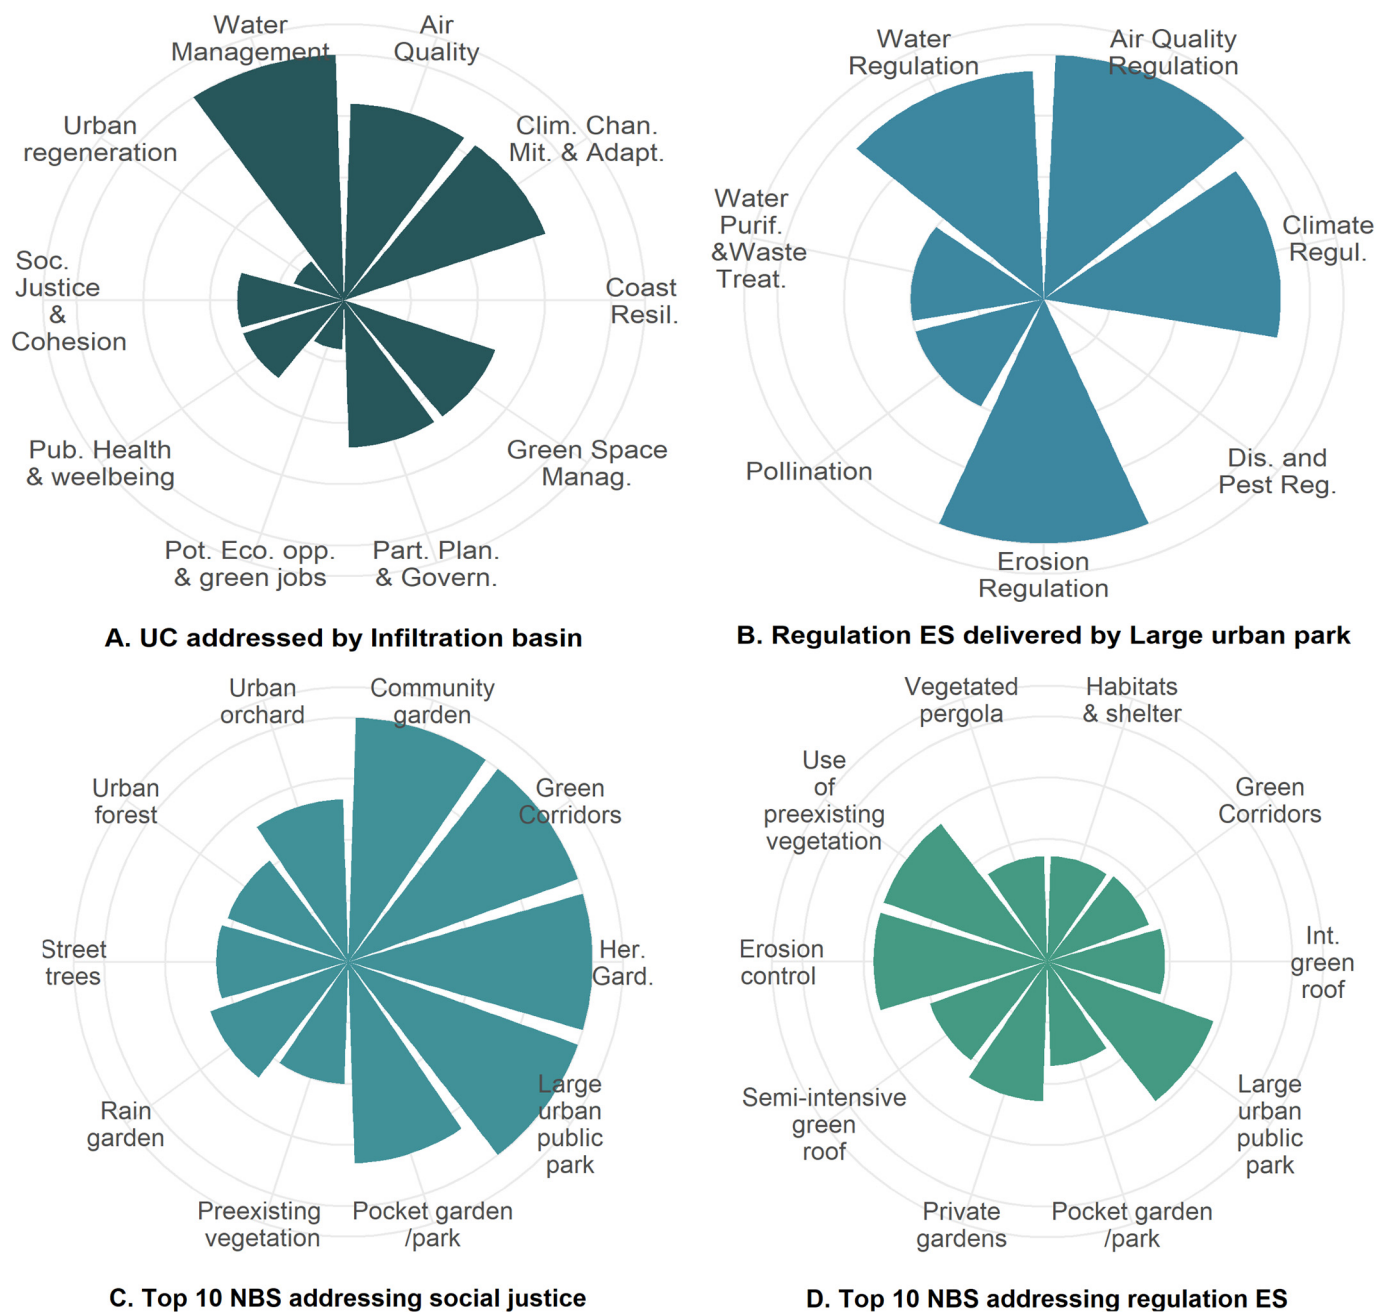 Water
Management
Air
Quality
Clim. Chan.
Mit. & Adapt.
Coast
Resil.
Green Space
Manag.
Part. Plan.
& Govern.
Pot. Eco. opp.
& green jobs
Pub. Health
& weelbeing
Soc.
Justice
&
Cohesion
Urban
regeneration
A. UC addressed by Infiltration basin
Water
Regulation
Air Quality
Regulation
Climate
Regul.
Dis. and
Pest Reg.
Erosion
Regulation
Pollination
Water
Purif.
&Waste
Treat.
B. Regulation ES delivered by Large urban park
Urban
orchard
Community
garden
Green
Corridors
Her.
Gard.
Large
urban
public
park
Pocket garden
/park
Preexisting
vegetation
Rain
garden
Street
trees
Urban
forest
C. Top 10 NBS addressing social justice
Vegetated
pergola
Habitats
& shelter
Green
Corridors
Int.
green
roof
Large
urban
public
park
Pocket garden
/park
Private
gardens
Semi-intensive
green
roof
Erosion
control
Use
of
preexisting
vegetation
D. Top 10 NBS addressing regulation ES